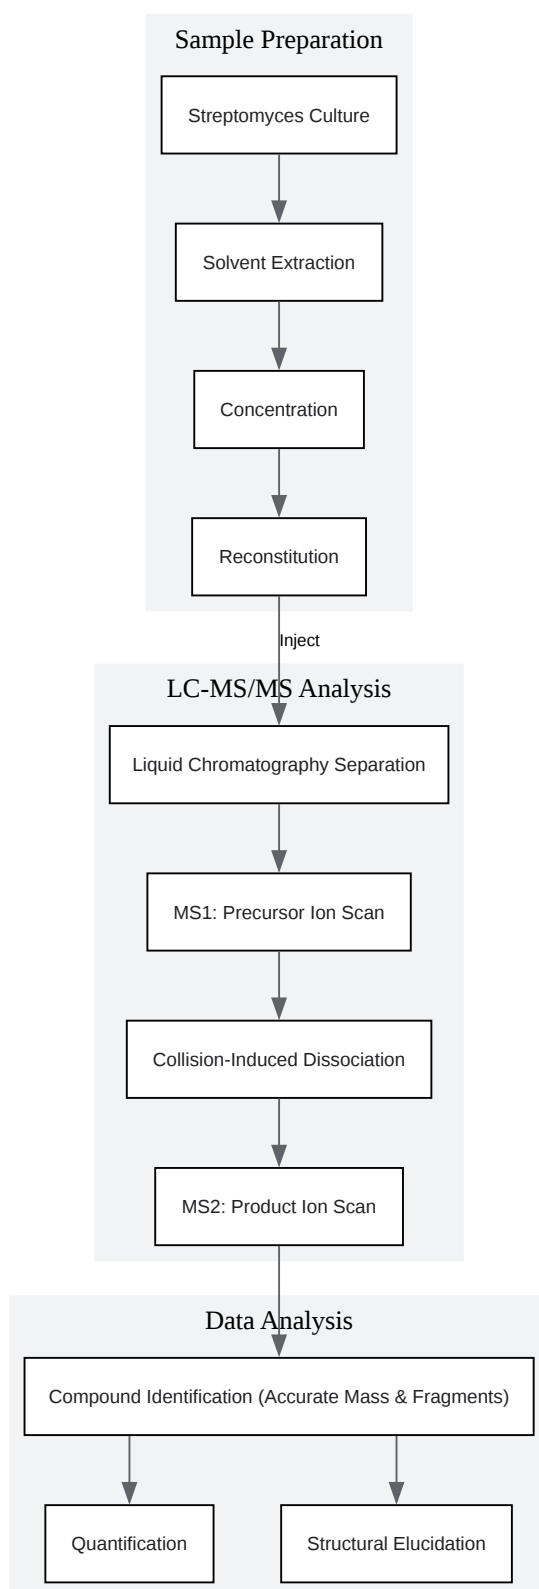 Sample Preparation
Streptomyces Culture
Solvent Extraction
Concentration
Reconstitution
Inject
LC-MS/MS Analysis
Liquid Chromatography Separation
MS1: Precursor Ion Scan
Collision-Induced Dissociation
MS2: Product Ion Scan
Data Analysis
Compound Identification (Accurate Mass & Fragments)
Quantification
Structural Elucidation